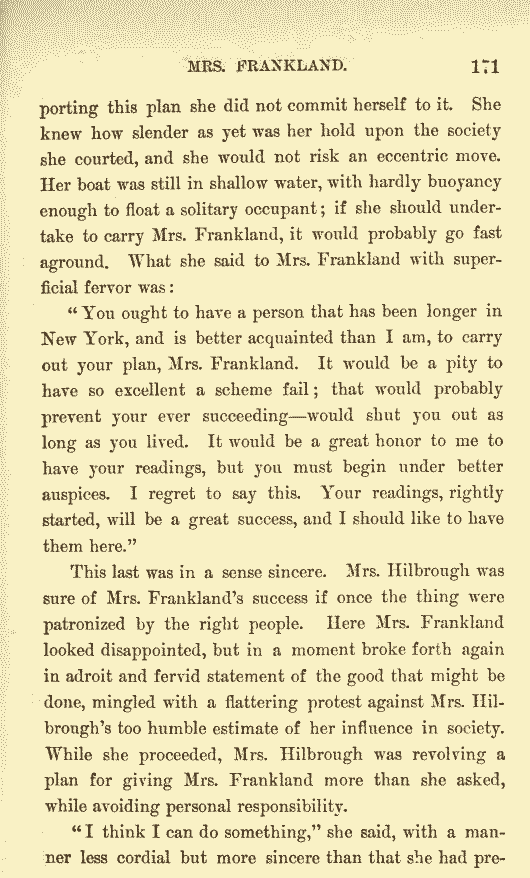 MRS. FRANKLAND. 171
porting this plan she did not commit herself to it. She
knew how slender as yet was her hold upon the society
she courted, and she would not risk an eccentric move.
Her boat was still in shallow water, with hardly buoyancy
enough to float a solitary occupant; if she should under-
take to carry Mrs. Frankland, it would probably go fast
aground. What she said to Mrs. Frankland with super-
ficial fervor was:
“You ought to have a person that has been longer in
New York, and is better acquainted than I am, to carry
out your plan, Mrs. Frankland. It would be a pity to
have so excellent a scheme fail; that would probably
prevent your ever succeeding—would shut you out as
long as you lived. It would be a great honor to me to
have your readings, but you must begin under better
auspices. I regret to say this. Your readings, rightly
started, will be a great success, and I should like to have
them here.”
This last was in a sense sincere. Mrs. Hilbrough was
sure of Mrs. Frankland's success if once the thing were
patronized by the right people. Here Mrs. Frankland
looked disappointed, but in a moment broke forth again
in adroit and fervid statement of the good that might be
done, mingled with a flattering protest against Mrs. Hil-
brough's too humble estimate of her influence in society.
While she proceeded, Mrs. Hilbrough was revolving a
plan for giving Mrs. Frankland more than she asked,
while avoiding personal responsibility.
“I think I can do something,” she said, with a man-
ner less cordial but more sincere than that she had pre-